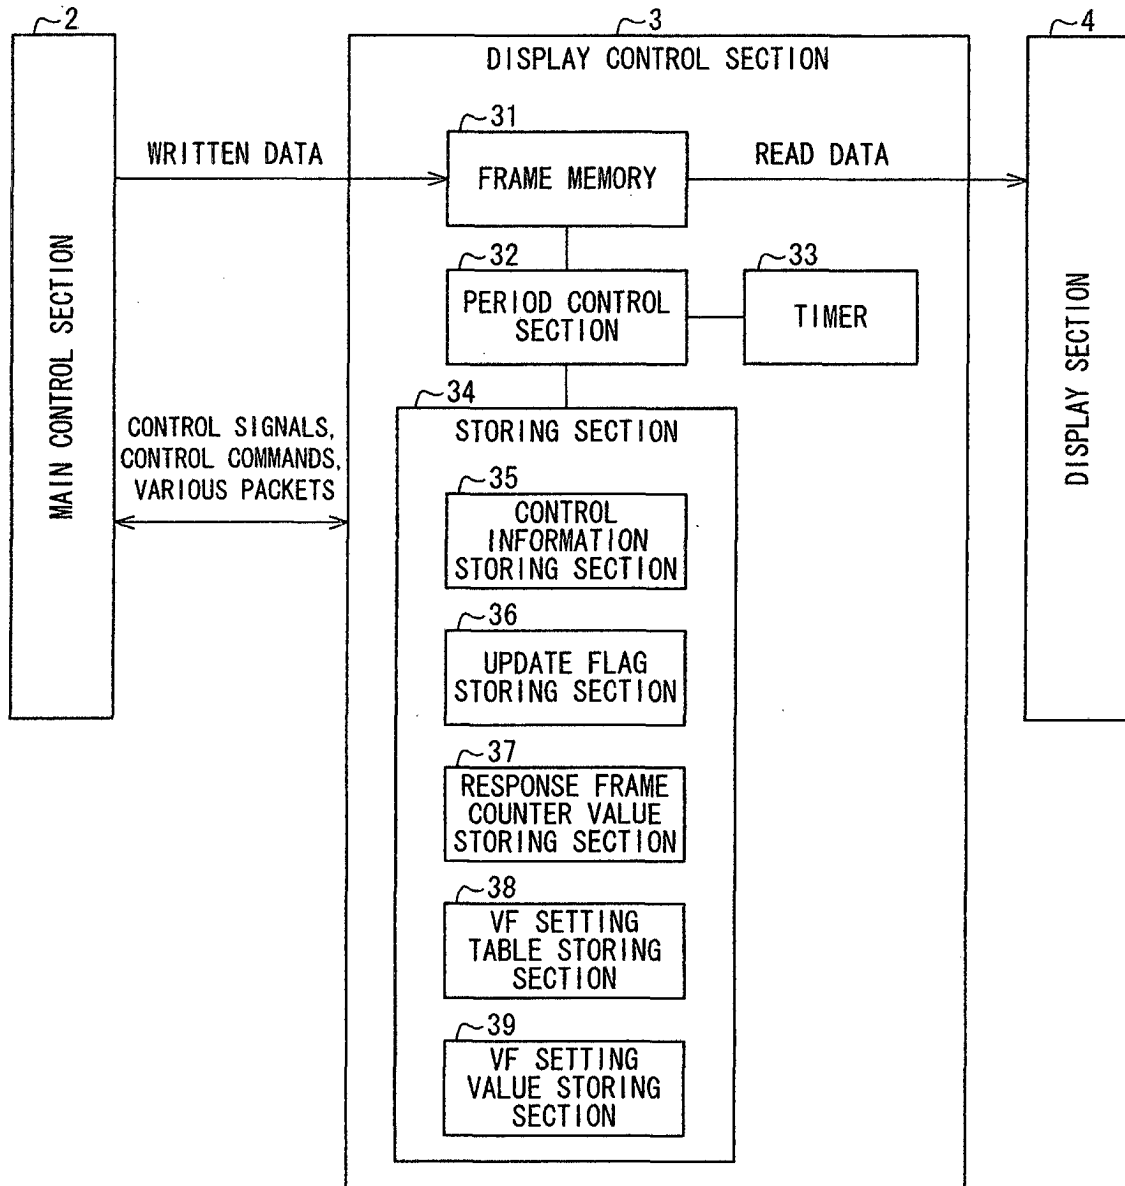 2
3
4
DISPLAY CONTROL SECTION
31
WRITTEN DATA
FRAME MEMORY
READ DATA
32
PERIOD CONTROL
SECTION
33
TIMER
MAIN CONTROL SECTION
DISPLAY SECTION
CONTROL SIGNALS,
CONTROL COMMANDS,
VARIOUS PACKETS
34
STORING SECTION
35
CONTROL
INFORMATION
STORING SECTION
36
UPDATE FLAG
STORING SECTION
37
RESPONSE FRAME
COUNTER VALUE
STORING SECTION
38
VF SETTING
TABLE STORING
SECTION
39
VF SETTING
VALUE STORING
SECTION